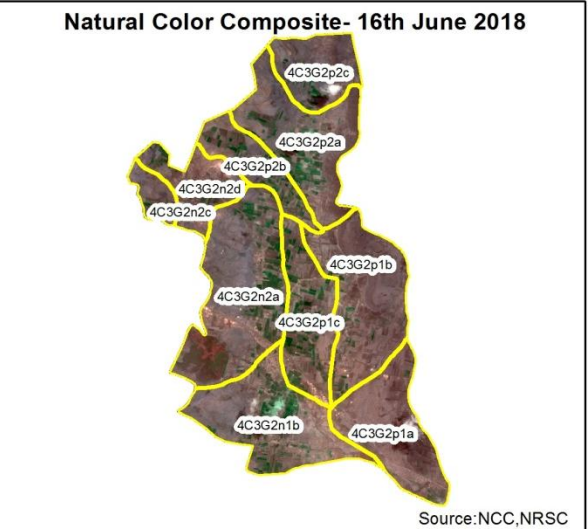 Natural Color Composite- 16th June 2018
4C3G2p2c
4C3G2p2a
4C3G2p2b
4C3G2n2d
4C3G2n2c
4C3G2p1b
4C3G2n2a
4C3G2p1c
4C3G2n1b
4C3G2p1a
Source:NCC,NRSC